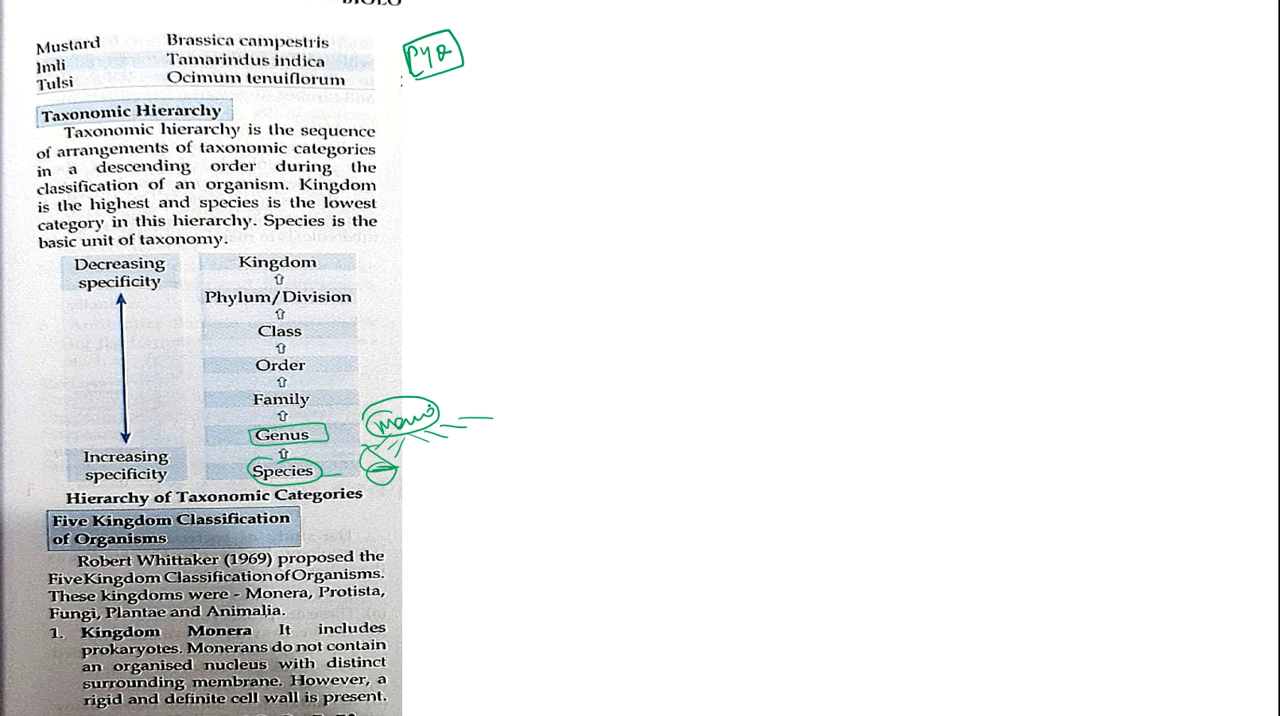 Mustard Brassica campestris
Imli Tamarindus indica
Tulsi Ocimum tenuiflorum
PYQ
Taxonomic Hierarchy
Taxonomic hierarchy is the sequence
of arrangements of taxonomic categories
in a descending order during the
classification of an organism. Kingdom
is the highest and species is the lowest
category in this hierarchy. Species is the
basic unit of taxonomy.
Decreasing
specificity
Kingdom
Phylum/Division
Class
Order
Family
Genus
Species
Increasing
specificity
Hierarchy of Taxonomic Categories
Five Kingdom Classification
of Organisms
Robert Whittaker (1969) proposed the
Five Kingdom Classification of Organisms.
These kingdoms were - Monera, Protista,
Fungi, Plantae and Animalia.
1. Kingdom Monera It includes
prokaryotes. Monerans do not contain
an organised nucleus with distinct
surrounding membrane. However, a
rigid and definite cell wall is present.